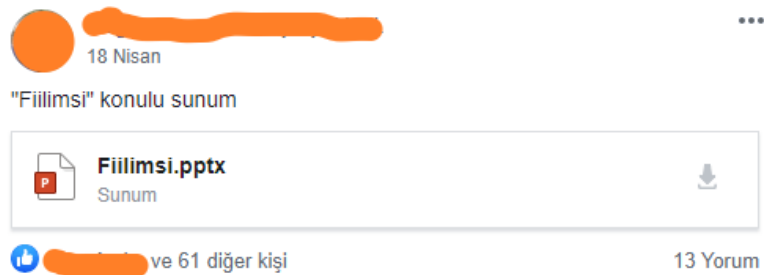 18 Nisan
"Fiilimsi" konulu sunum
Fiilimsi.pptx
P
Sunum
ve 61 diğer kişi
13 Yorum